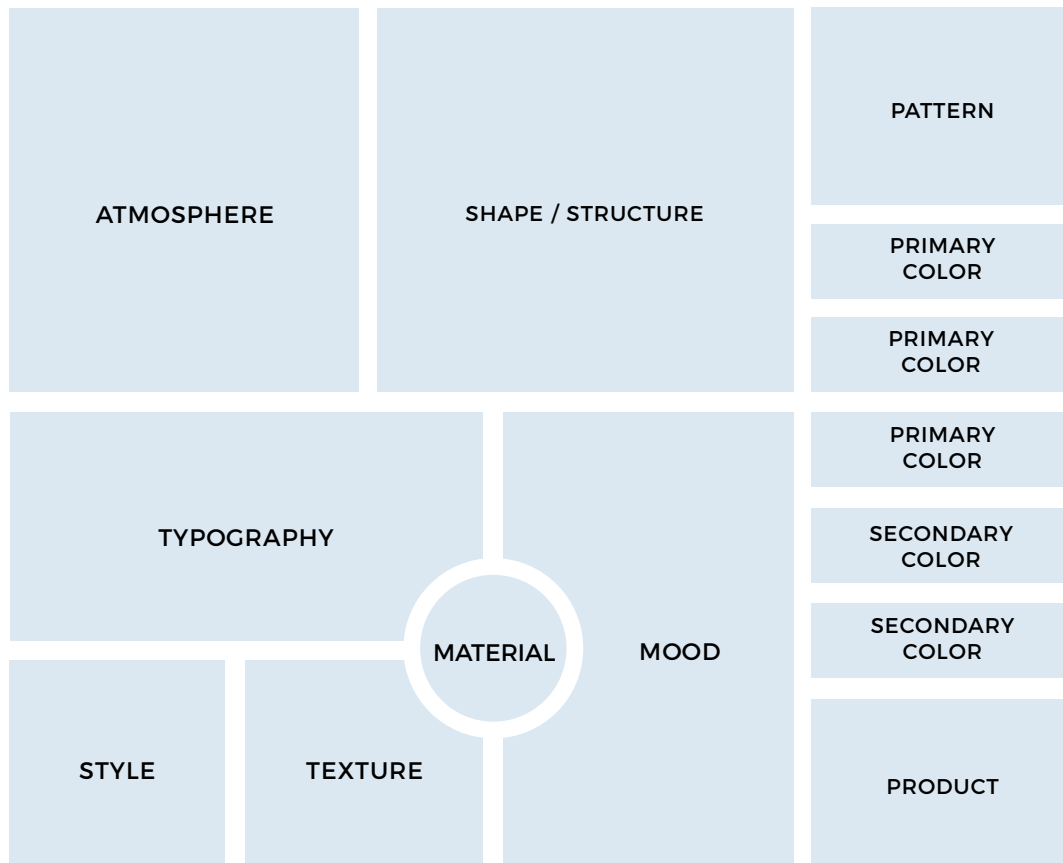 ATMOSPHERE
SHAPE / STRUCTURE
PATTERN
PRIMARY
COLOR
PRIMARY
COLOR
PRIMARY
COLOR
SECONDARY
COLOR
SECONDARY
COLOR
TYPOGRAPHY
MATERIAL
MOOD
STYLE
TEXTURE
PRODUCT